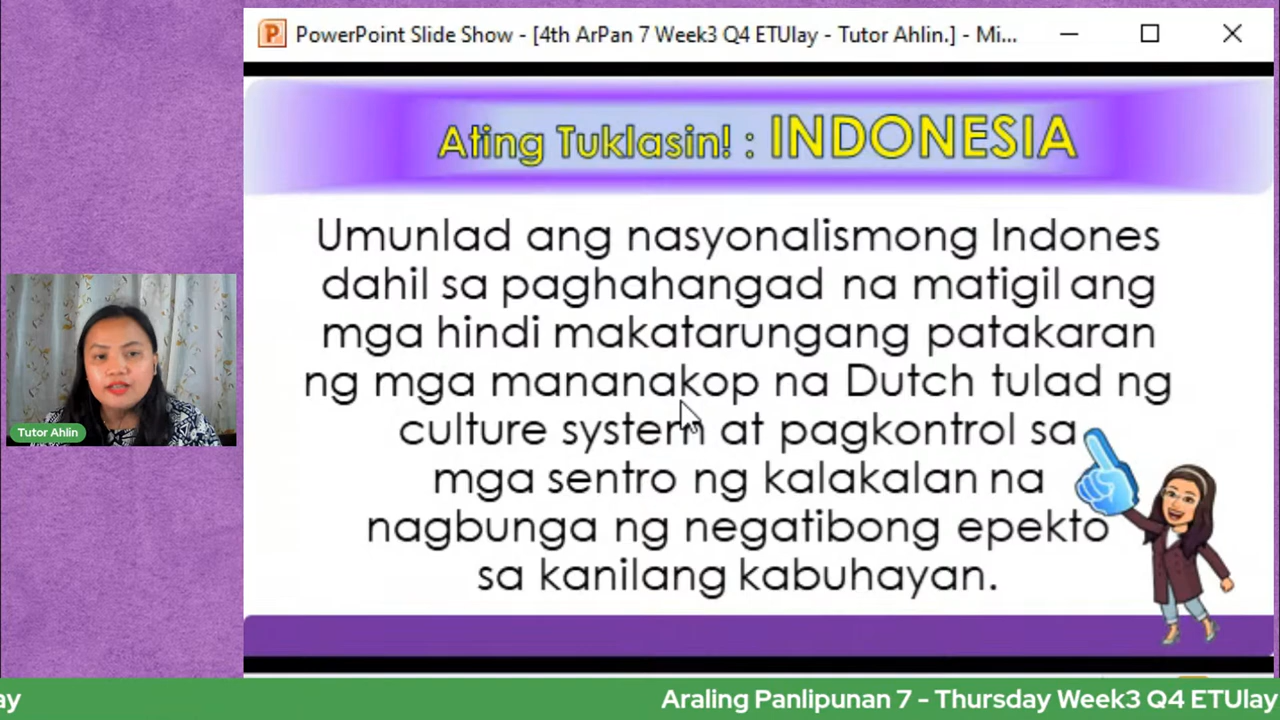 PowerPoint Slide Show - [4th ArPan 7 Week3 Q4 ETUlay - Tutor Ahlin.] - Mi...
Ating Tuklasin! : INDONESIA
Umunlad ang nasyonalismong Indones
dahil sa paghahangad na matigil ang
mga hindi makatarungang patakaran
ng mga mananakop na Dutch tulad ng
culture system at pagkontrol sa
mga sentro ng kalakalan na
nagbunga ng negatibong epekto
sa kanilang kabuhayan.
Tutor Ahlin
ay
Araling Panlipunan 7 - Thursday Week3 Q4 ETUlay